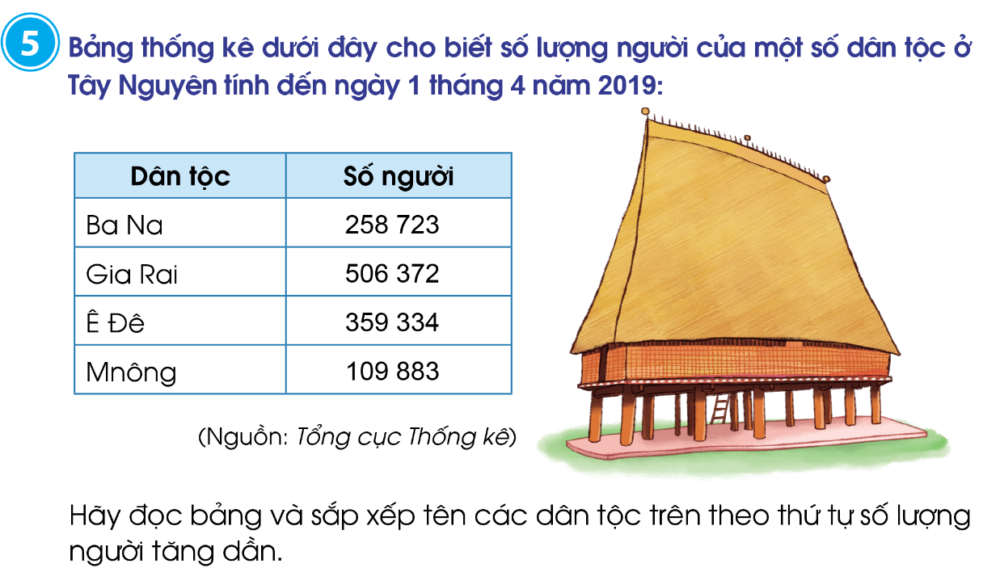 5
Bảng thống kê dưới đây cho biết số lượng người của một số dân tộc ở
Tây Nguyên tính đến ngày 1 tháng 4 năm 2019:
Dân tộc Số người
Ba Na 258 723
Gia Rai 506 372
Ê Đê 359 334
Mnông 109 883
(Nguồn: Tổng cục Thống kê)
Hãy đọc bảng và sắp xếp tên các dân tộc trên theo thứ tự số lượng
người tăng dần.